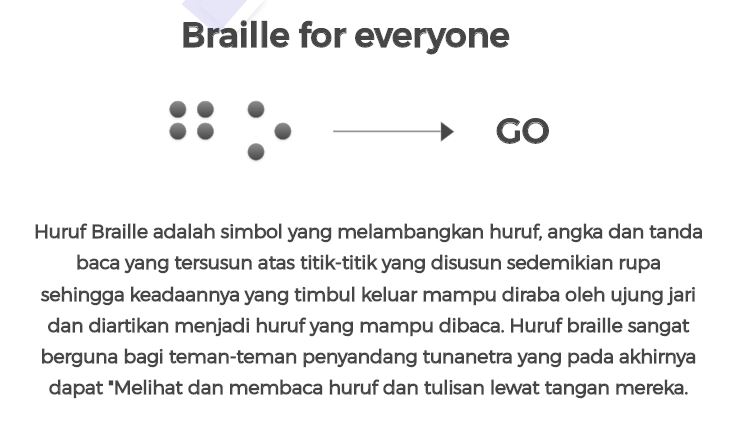 Braille for everyone
⠛⠕ GO
Huruf Braille adalah simbol yang melambangkan huruf, angka dan tanda
baca yang tersusun atas titik-titik yang disusun sedemikian rupa
sehingga keadaannya yang timbul keluar mampu diraba oleh ujung jari
dan diartikan menjadi huruf yang mampu dibaca. Huruf braille sangat
berguna bagi teman-teman penyandang tunanetra yang pada akhirnya
dapat "Melihat dan membaca huruf dan tulisan lewat tangan mereka.